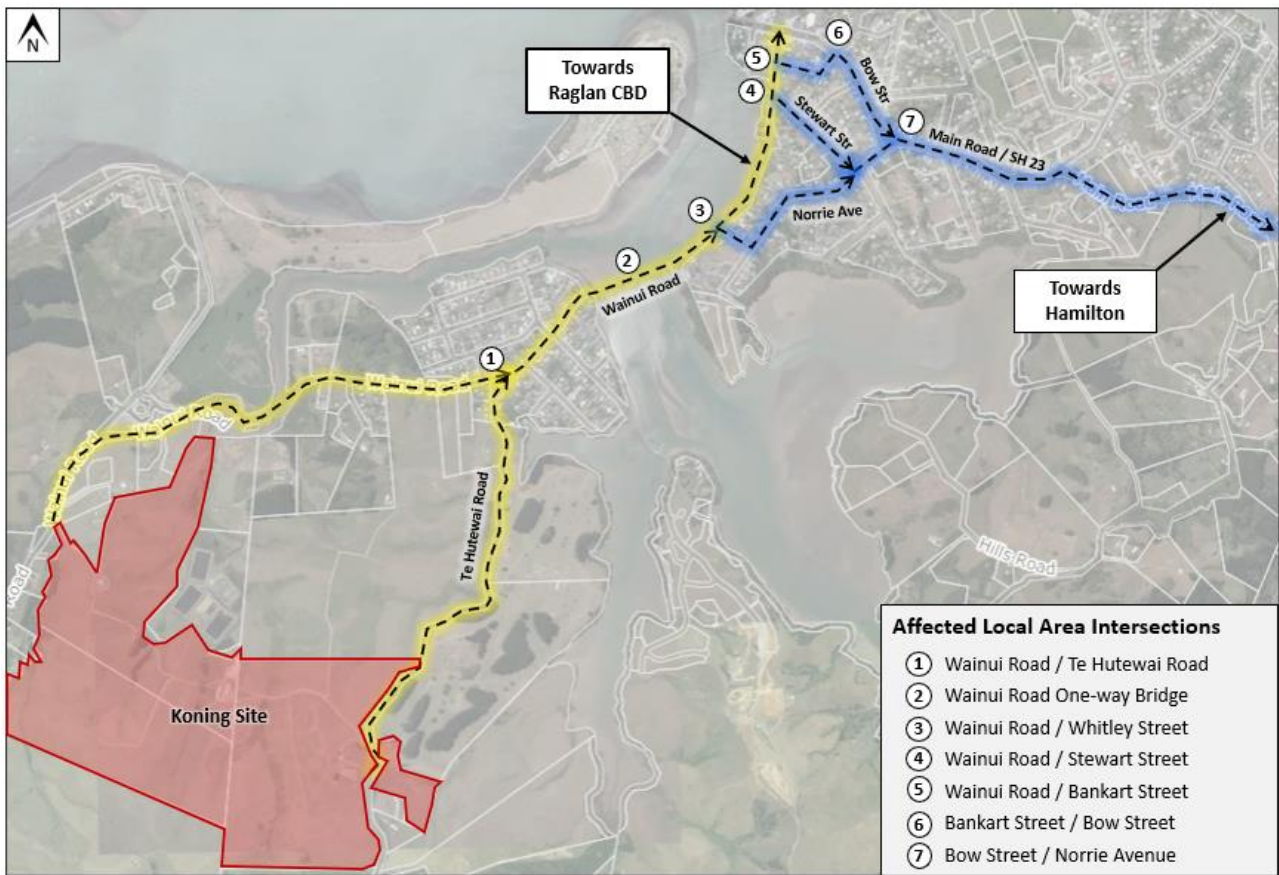 N
Towards
Raglan CBD
6
5
Bow Str
4
Stewart Str
7
Main Road / SH 23
3
Norrie Ave
2
Wainui Road
Towards
Hamilton
1
Road
Te Hutewai Road
Hills Road
Road
Koning Site
Affected Local Area Intersections
1 Wainui Road / Te Hutewai Road
2 Wainui Road One-way Bridge
3 Wainui Road / Whitley Street
4 Wainui Road / Stewart Street
5 Wainui Road / Bankart Street
6 Bankart Street / Bow Street
7 Bow Street / Norrie Avenue